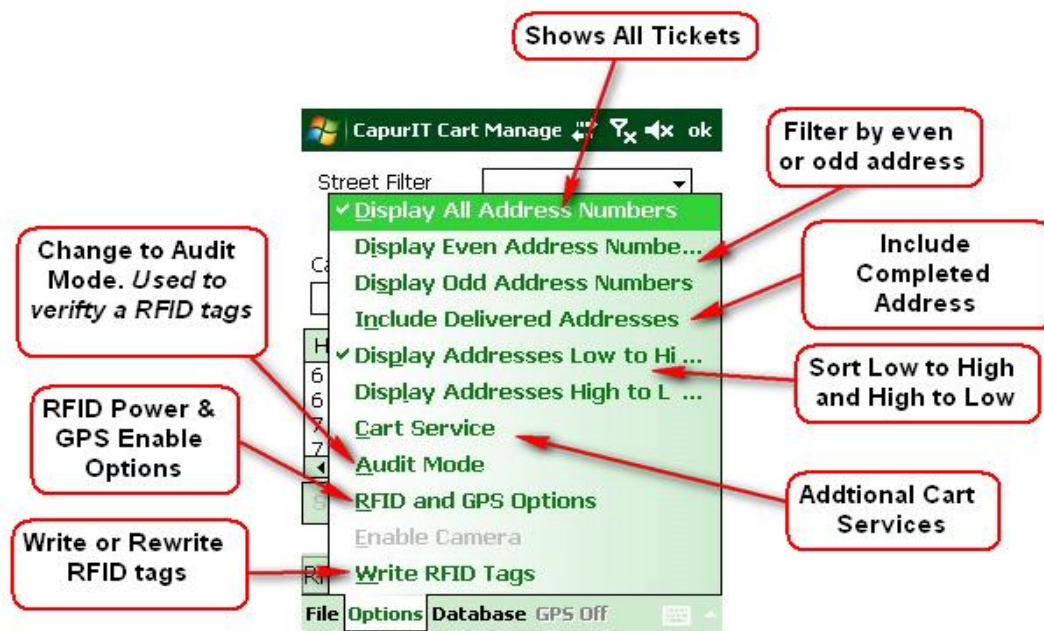 Shows All Tickets
CapurIT Cart Manage
ok
Filter by even
or odd address
Street Filter
Display All Address Numbers
Display Even Address Numbe...
Display Odd Address Numbers
Include Delivered Addresses
Display Addresses Low to Hi ...
Display Addresses High to L ...
Cart Service
Audit Mode
RFID and GPS Options
Enable Camera
Write RFID Tags
Change to Audit
Mode. Used to
verifty a RFID tags
Include
Completed
Address
H
6
6
7
7
Sort Low to High
and High to Low
RFID Power &
GPS Enable
Options
Addtional Cart
Services
Write or Rewrite
RFID tags
File Options Database GPS Off